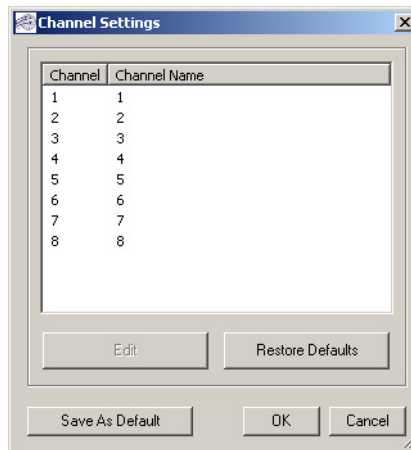 Channel Settings
Channel Channel Name
1 1
2 2
3 3
4 4
5 5
6 6
7 7
8 8
Edit Restore Defaults
Save As Default OK Cancel